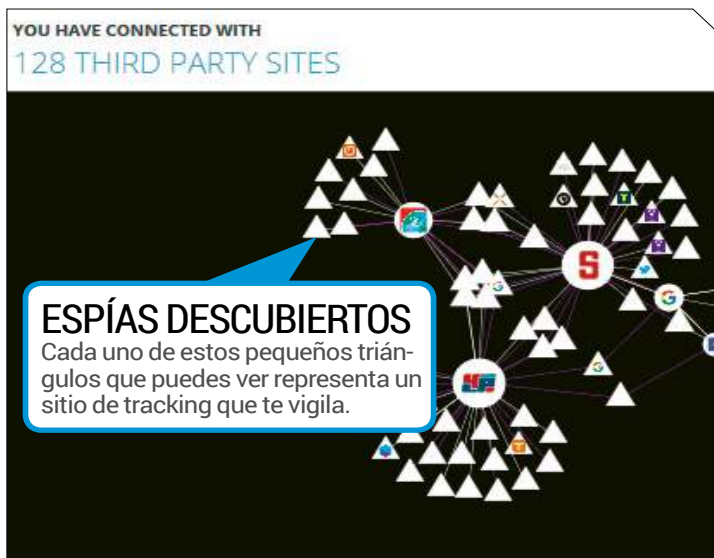 YOU HAVE CONNECTED WITH
128 THIRD PARTY SITES
ESPÍAS DESCUBIERTOS
Cada uno de estos pequeños trián-
gulos que puedes ver representa un
sitio de tracking que te vigila.
S